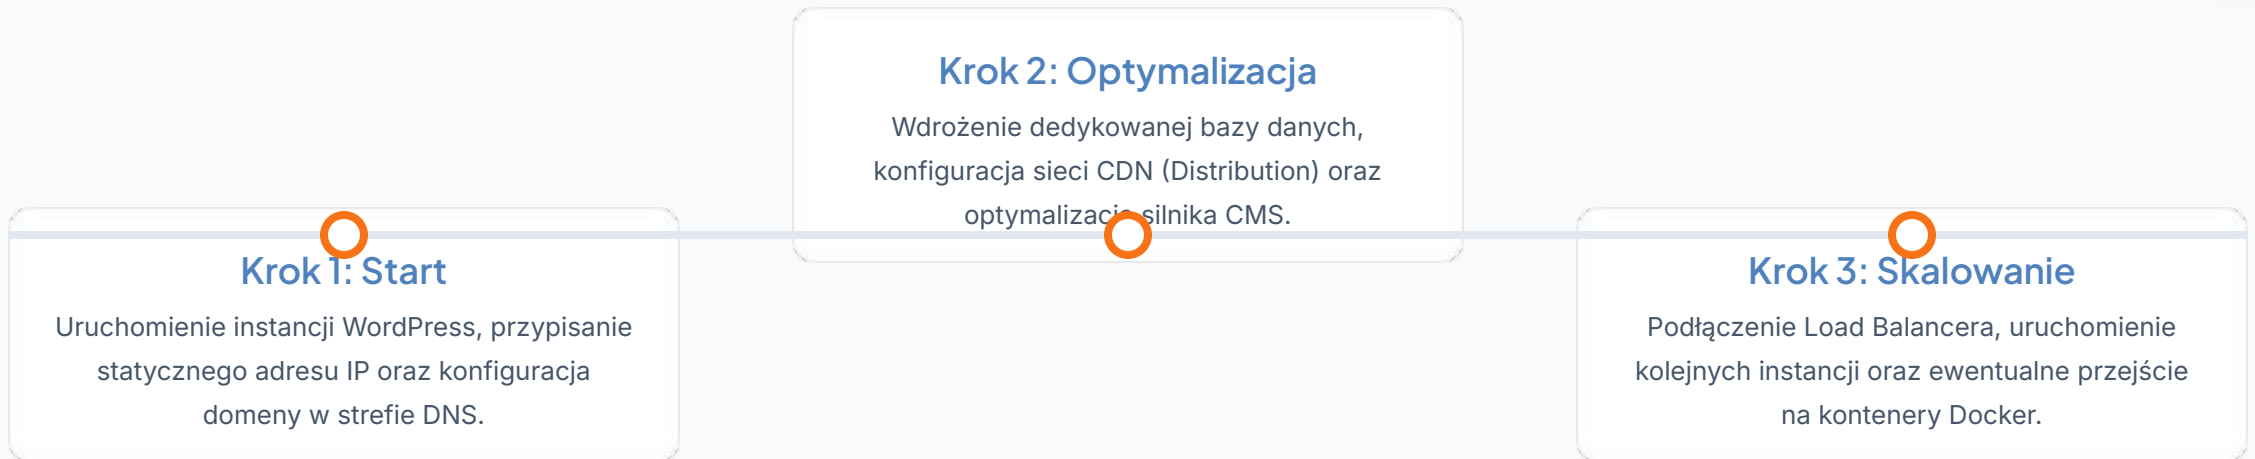 Krok 1: Start
Uruchomienie instancji WordPress, przypisanie
statycznego adresu IP oraz konfiguracja
domeny w strefie DNS.
Krok 2: Optymalizacja
Wdrożenie dedykowanej bazy danych,
konfiguracja sieci CDN (Distribution) oraz
optymalizacja silnika CMS.
Krok 3: Skalowanie
Podłączenie Load Balancera, uruchomienie
kolejnych instancji oraz ewentualne przejście
na kontenery Docker.